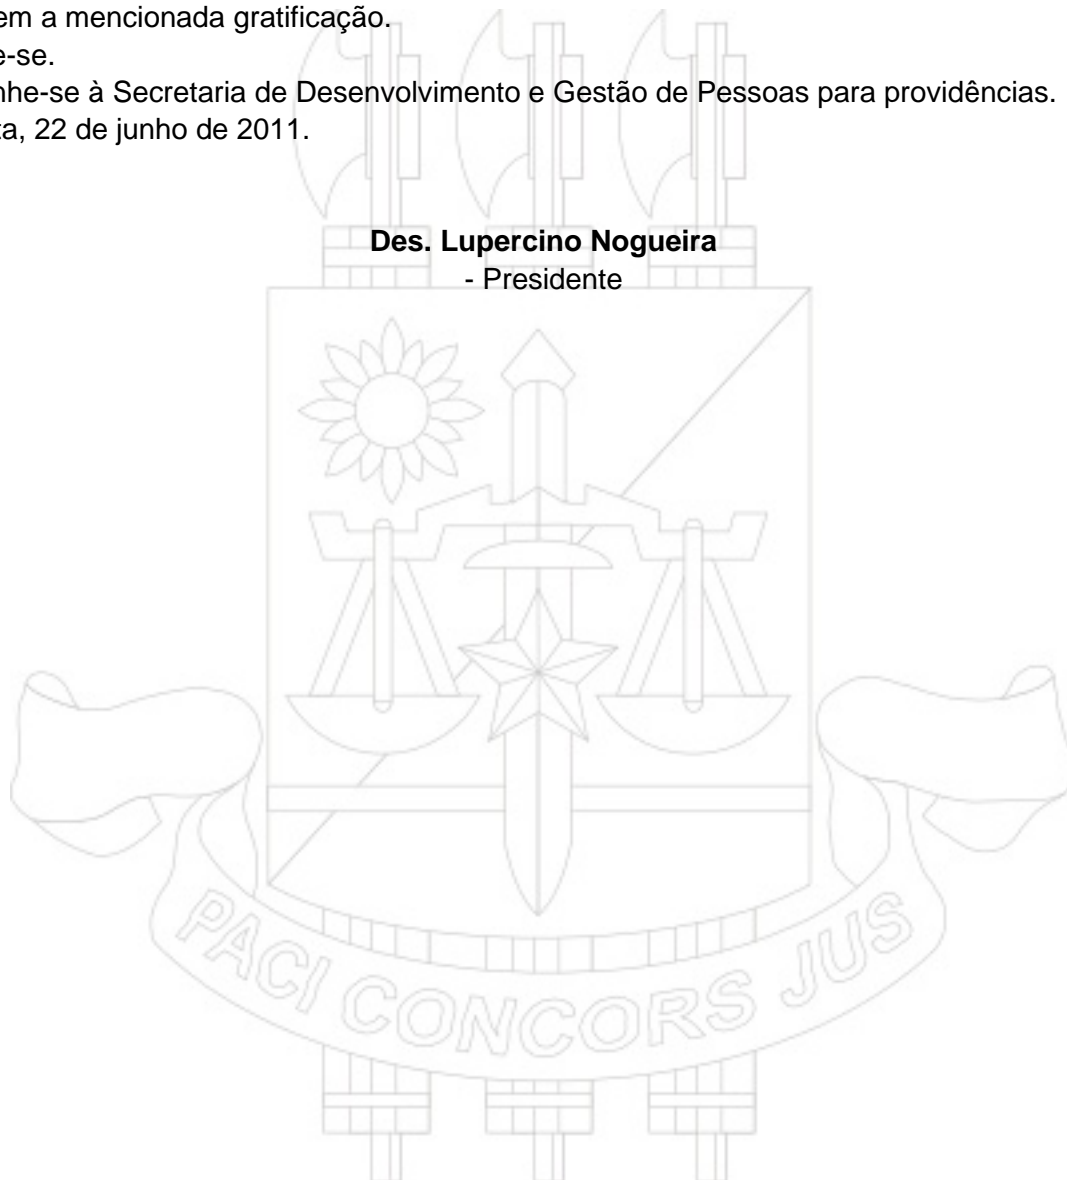 em a mencionada gratificação.
e-se.
nhe-se à Secretaria de Desenvolvimento e Gestão de Pessoas para providências.
ta, 22 de junho de 2011.
Des. Lupercino Nogueira
- Presidente
PACI CONCORS JUS